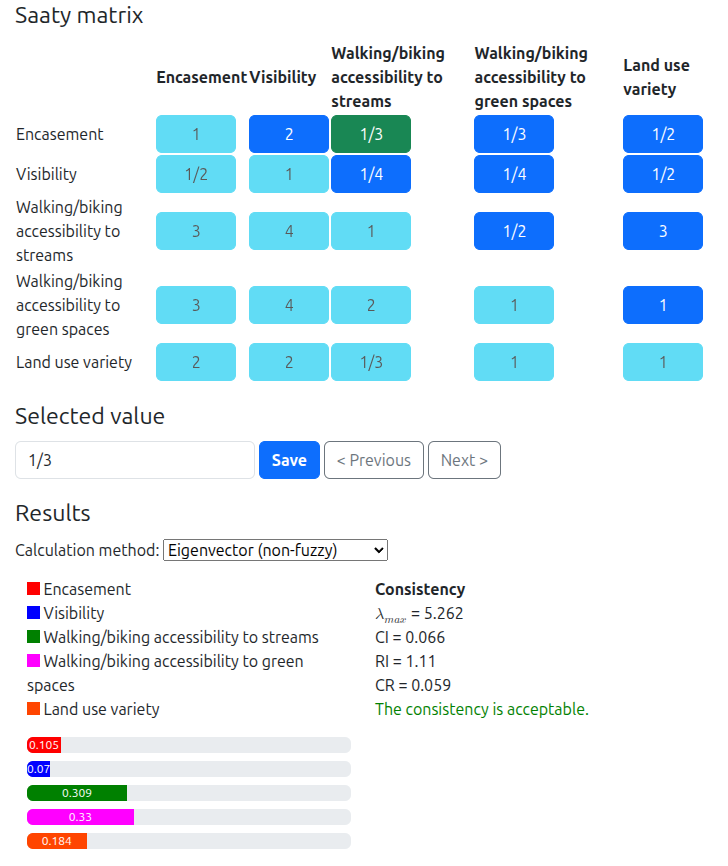 Saaty matrix
Encasement Visibility Walking/biking accessibility to streams Walking/biking accessibility to green spaces Land use variety
Encasement 1 2 1/3 1/3 1/2
Visibility 1/2 1 1/4 1/4 1/2
Walking/biking accessibility to streams 3 4 1 1/2 3
Walking/biking accessibility to green spaces 3 4 2 1 1
Land use variety 2 2 1/3 1 1
Selected value
1/3 Save < Previous Next >
Results
Calculation method: Eigenvector (non-fuzzy)
Encasement
Visibility
Walking/biking accessibility to streams
Walking/biking accessibility to green
spaces
Land use variety
Consistency
λmax = 5.262
CI = 0.066
RI = 1.11
CR = 0.059
The consistency is acceptable.
0.105
0.07
0.309
0.33
0.184